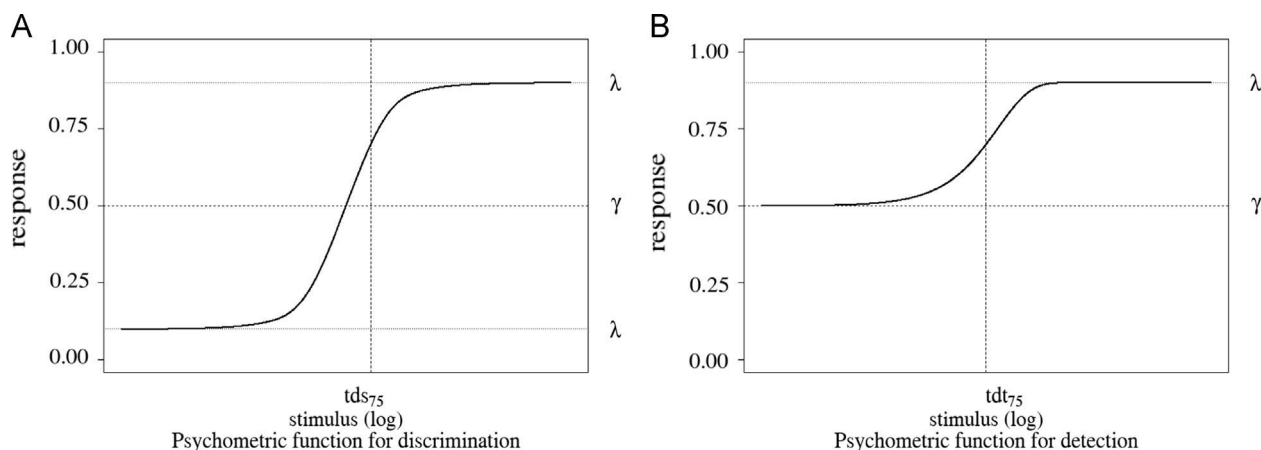 A
1.00
0.75
0.50
0.25
0.00
response
λ
γ
λ
tds75
stimulus (log)
Psychometric function for discrimination
B
1.00
0.75
0.50
0.25
0.00
response
λ
γ
tdt75
stimulus (log)
Psychometric function for detection